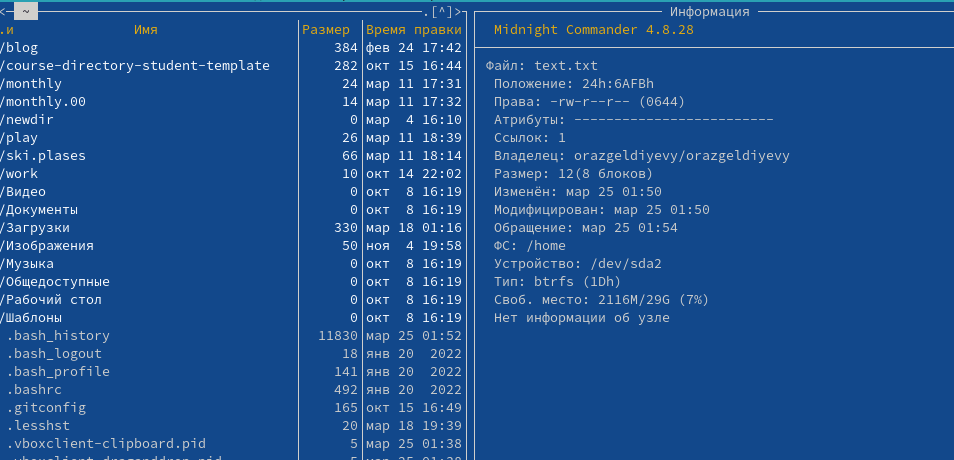 <— ~ .[^]>
.и Имя Размер Время правки
/blog 384 фев 24 17:42
/course-directory-student-template 282 окт 15 16:44
/monthly 24 мар 11 17:31
/monthly.00 14 мар 11 17:32
/newdir 0 мар 4 16:10
/play 26 мар 11 18:39
/ski.plases 66 мар 11 18:14
/work 10 окт 14 22:02
/Видео 0 окт 8 16:19
/Документы 0 окт 8 16:19
/Загрузки 330 мар 18 01:16
/Изображения 50 ноя 4 19:58
/Музыка 0 окт 8 16:19
/Общедоступные 0 окт 8 16:19
/Рабочий стол 0 окт 8 16:19
/Шаблоны 0 окт 8 16:19
.bash_history 11830 мар 25 01:52
.bash_logout 18 янв 20 2022
.bash_profile 141 янв 20 2022
.bashrc 492 янв 20 2022
.gitconfig 165 окт 15 16:49
.lesshst 20 мар 18 19:39
.vboxclient-clipboard.pid 5 мар 25 01:38
Информация
Midnight Commander 4.8.28
Файл: text.txt
Положение: 24h:6AFBh
Права: -rw-r--r-- (0644)
Атрибуты: -------------------------
Ссылок: 1
Владелец: orazgeldiyevy/orazgeldiyevy
Размер: 12(8 блоков)
Изменён: мар 25 01:50
Модифицирован: мар 25 01:50
Обращение: мар 25 01:54
ФС: /home
Устройство: /dev/sda2
Тип: btrfs (1Dh)
Своб. место: 2116M/29G (7%)
Нет информации об узле